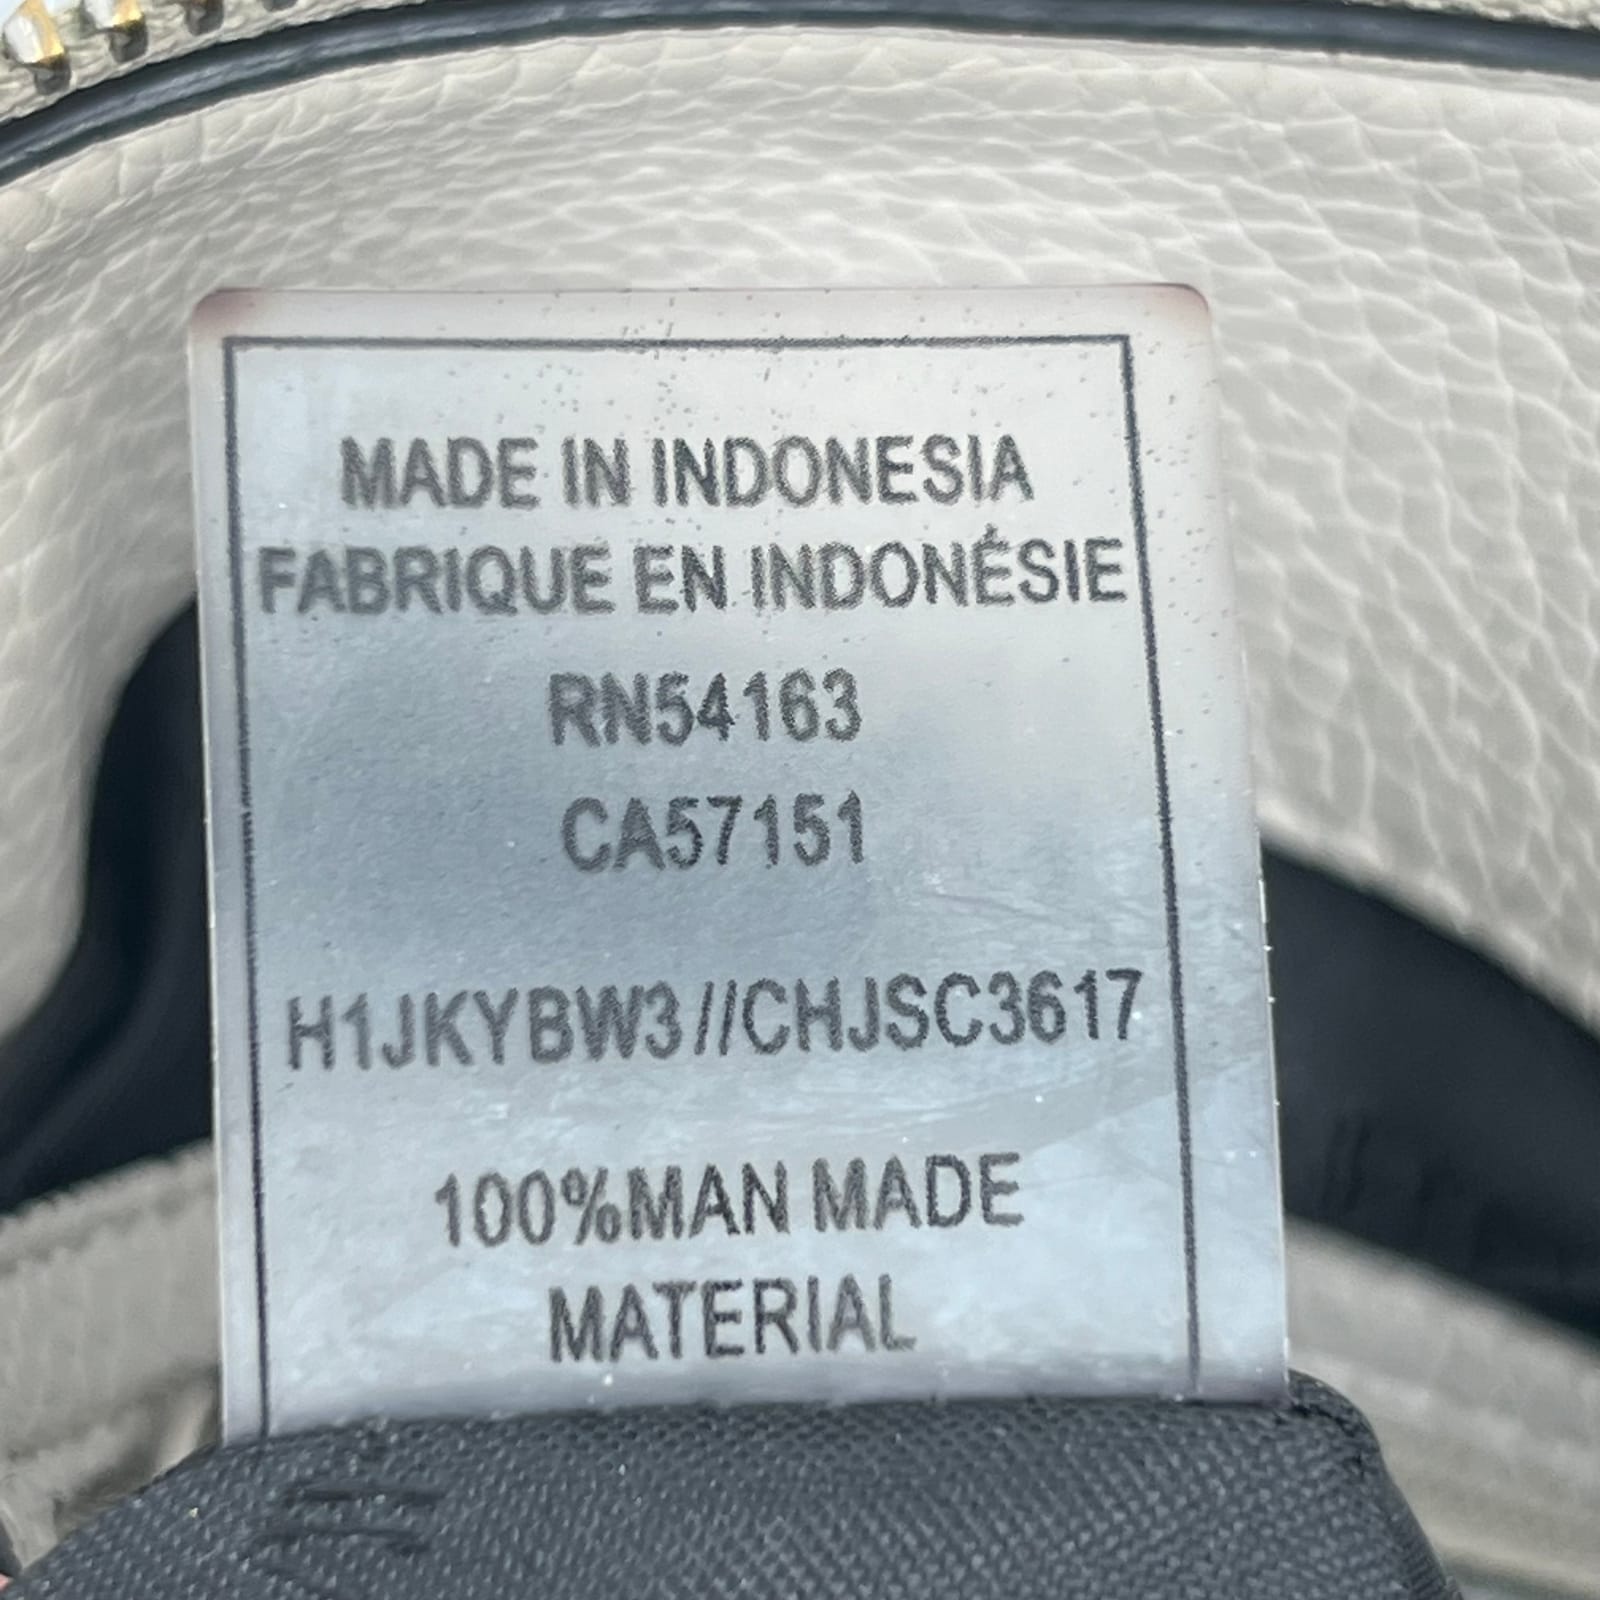 MADE IN INDONESIA
FABRIQUE EN INDONÉSIE
RN54163
CA57151
H1JKYBW3//CHJSC3617
100%MAN MADE
MATERIAL